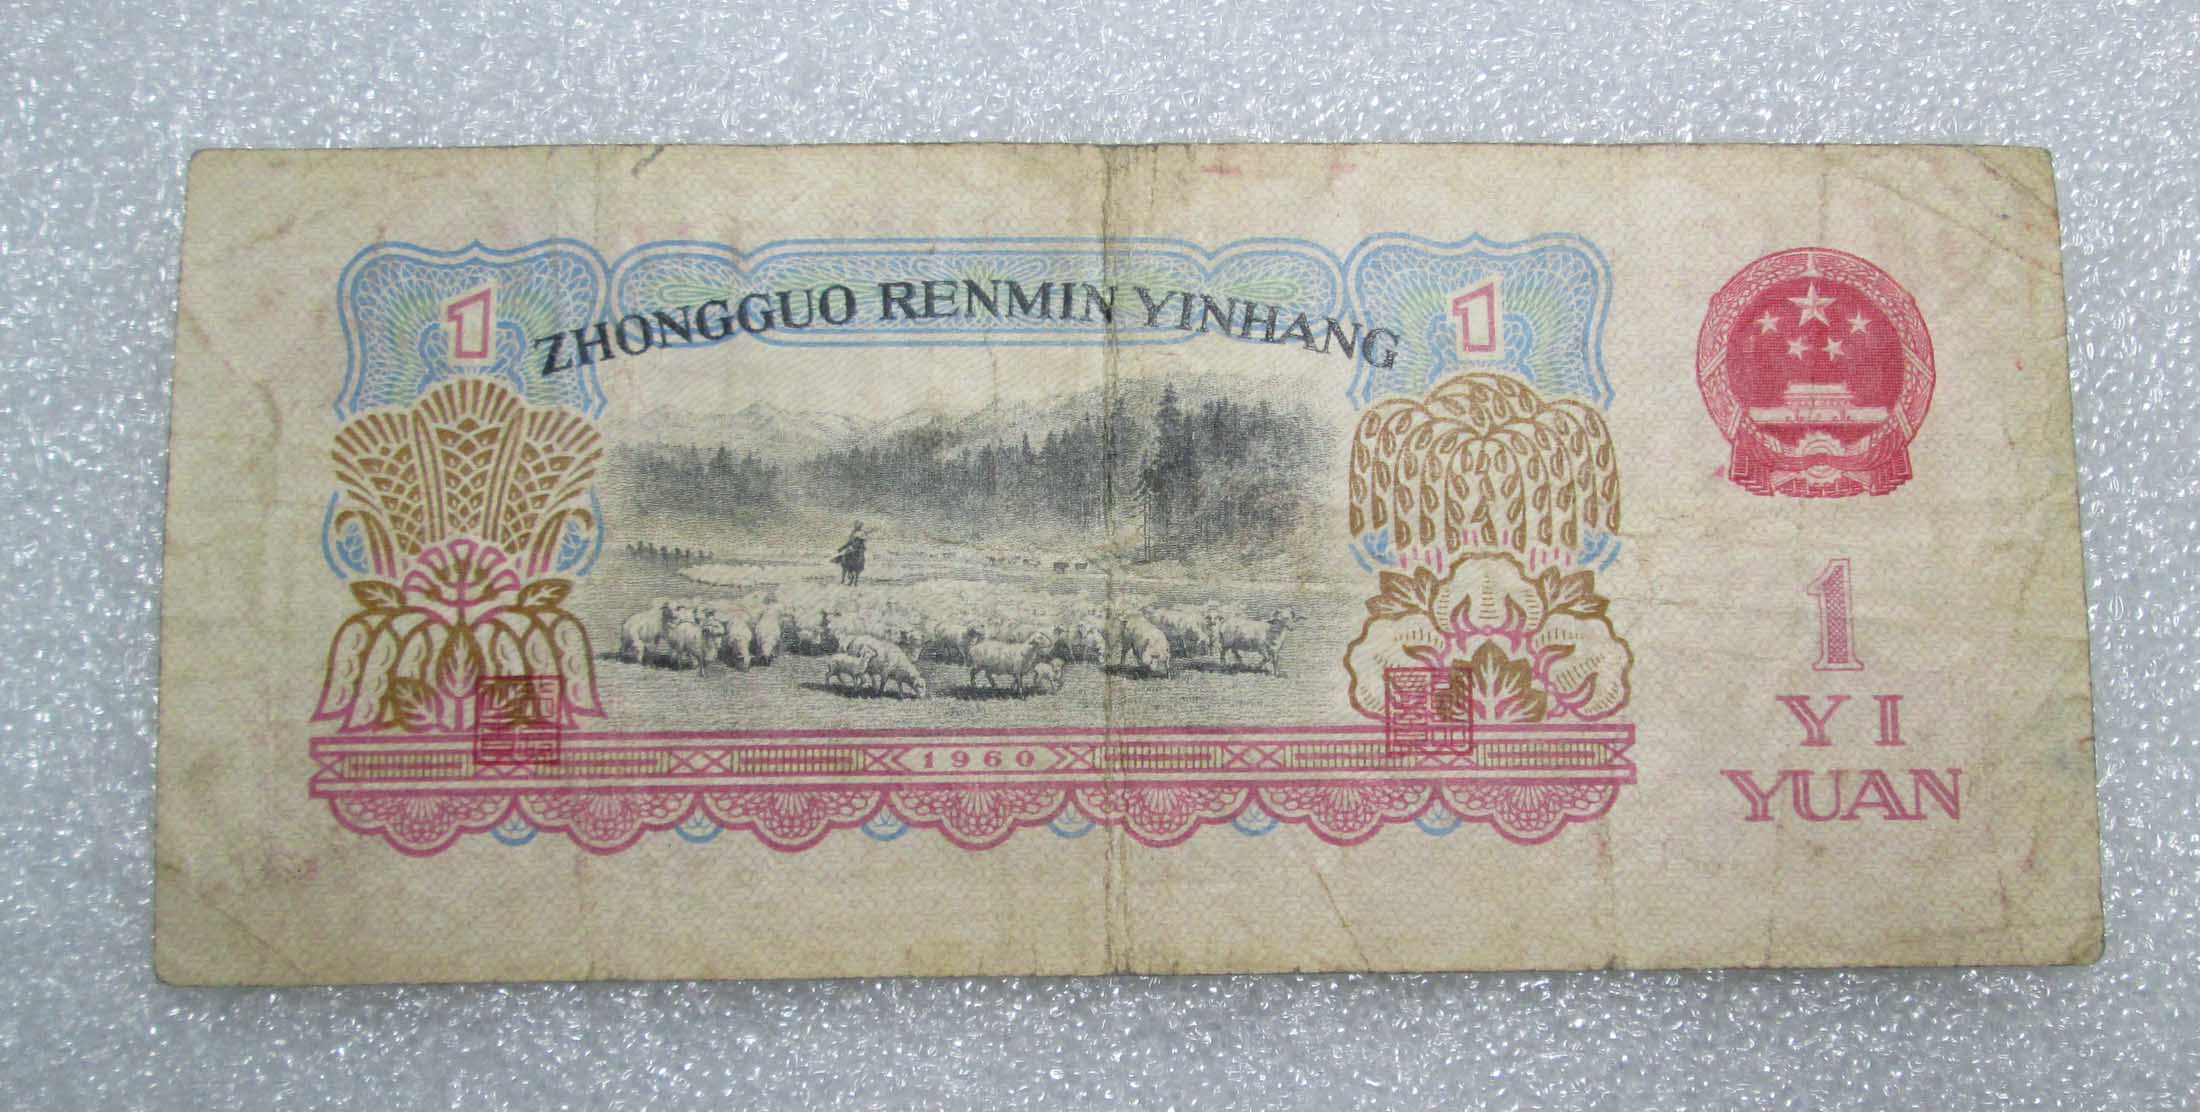 ZHONGGUO RENMIN YINHANG
1
1
1
YI
YUAN
1960